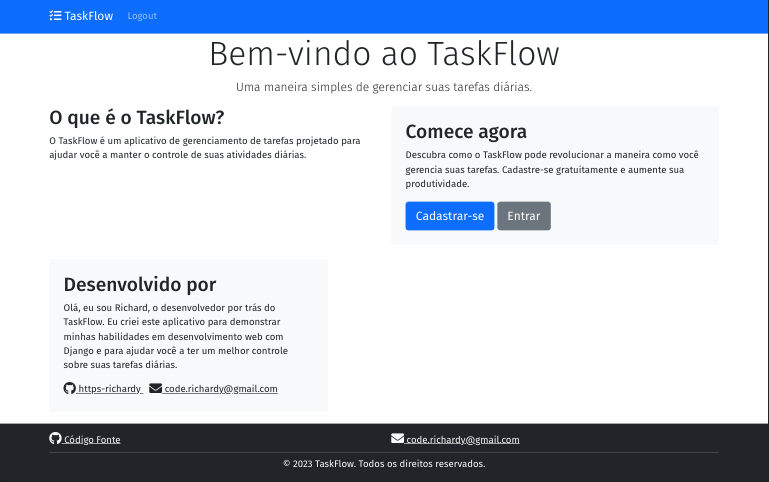 TaskFlow Logout
Bem-vindo ao TaskFlow
Uma maneira simples de gerenciar suas tarefas diárias.
O que é o TaskFlow?
O TaskFlow é um aplicativo de gerenciamento de tarefas projetado para
ajudar você a manter o controle de suas atividades diárias.
Comece agora
Descubra como o TaskFlow pode revolucionar a maneira como você
gerencia suas tarefas. Cadastre-se gratuitamente e aumente sua
produtividade.
Cadastrar-se Entrar
Desenvolvido por
Olá, eu sou Richard, o desenvolvedor por trás do
TaskFlow. Eu criei este aplicativo para demonstrar
minhas habilidades em desenvolvimento web com
Django e para ajudar você a ter um melhor controle
sobre suas tarefas diárias.
https-richardy code.richardy@gmail.com
Código Fonte code.richardy@gmail.com
© 2023 TaskFlow. Todos os direitos reservados.